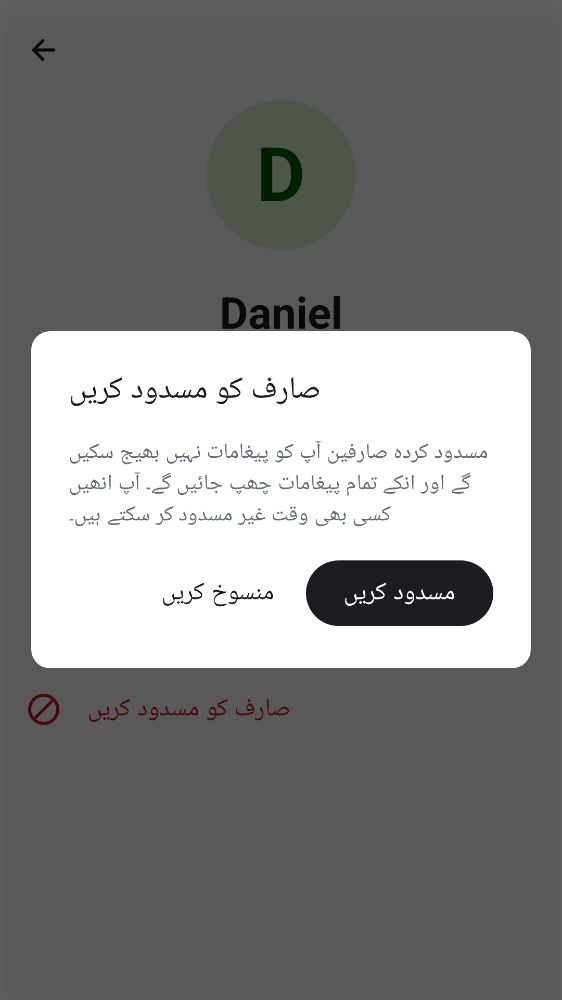 D
Daniel
صارف کو مسدود کریں
مسدود کردہ صارفین آپ کو پیغامات نہیں بھیج سکیں
گے اور انکے تمام پیغامات چھپ جائیں گے۔ آپ انھیں
کسی بھی وقت غیر مسدود کر سکتے ہیں۔
منسوخ کریں
مسدود کریں
صارف کو مسدود کریں